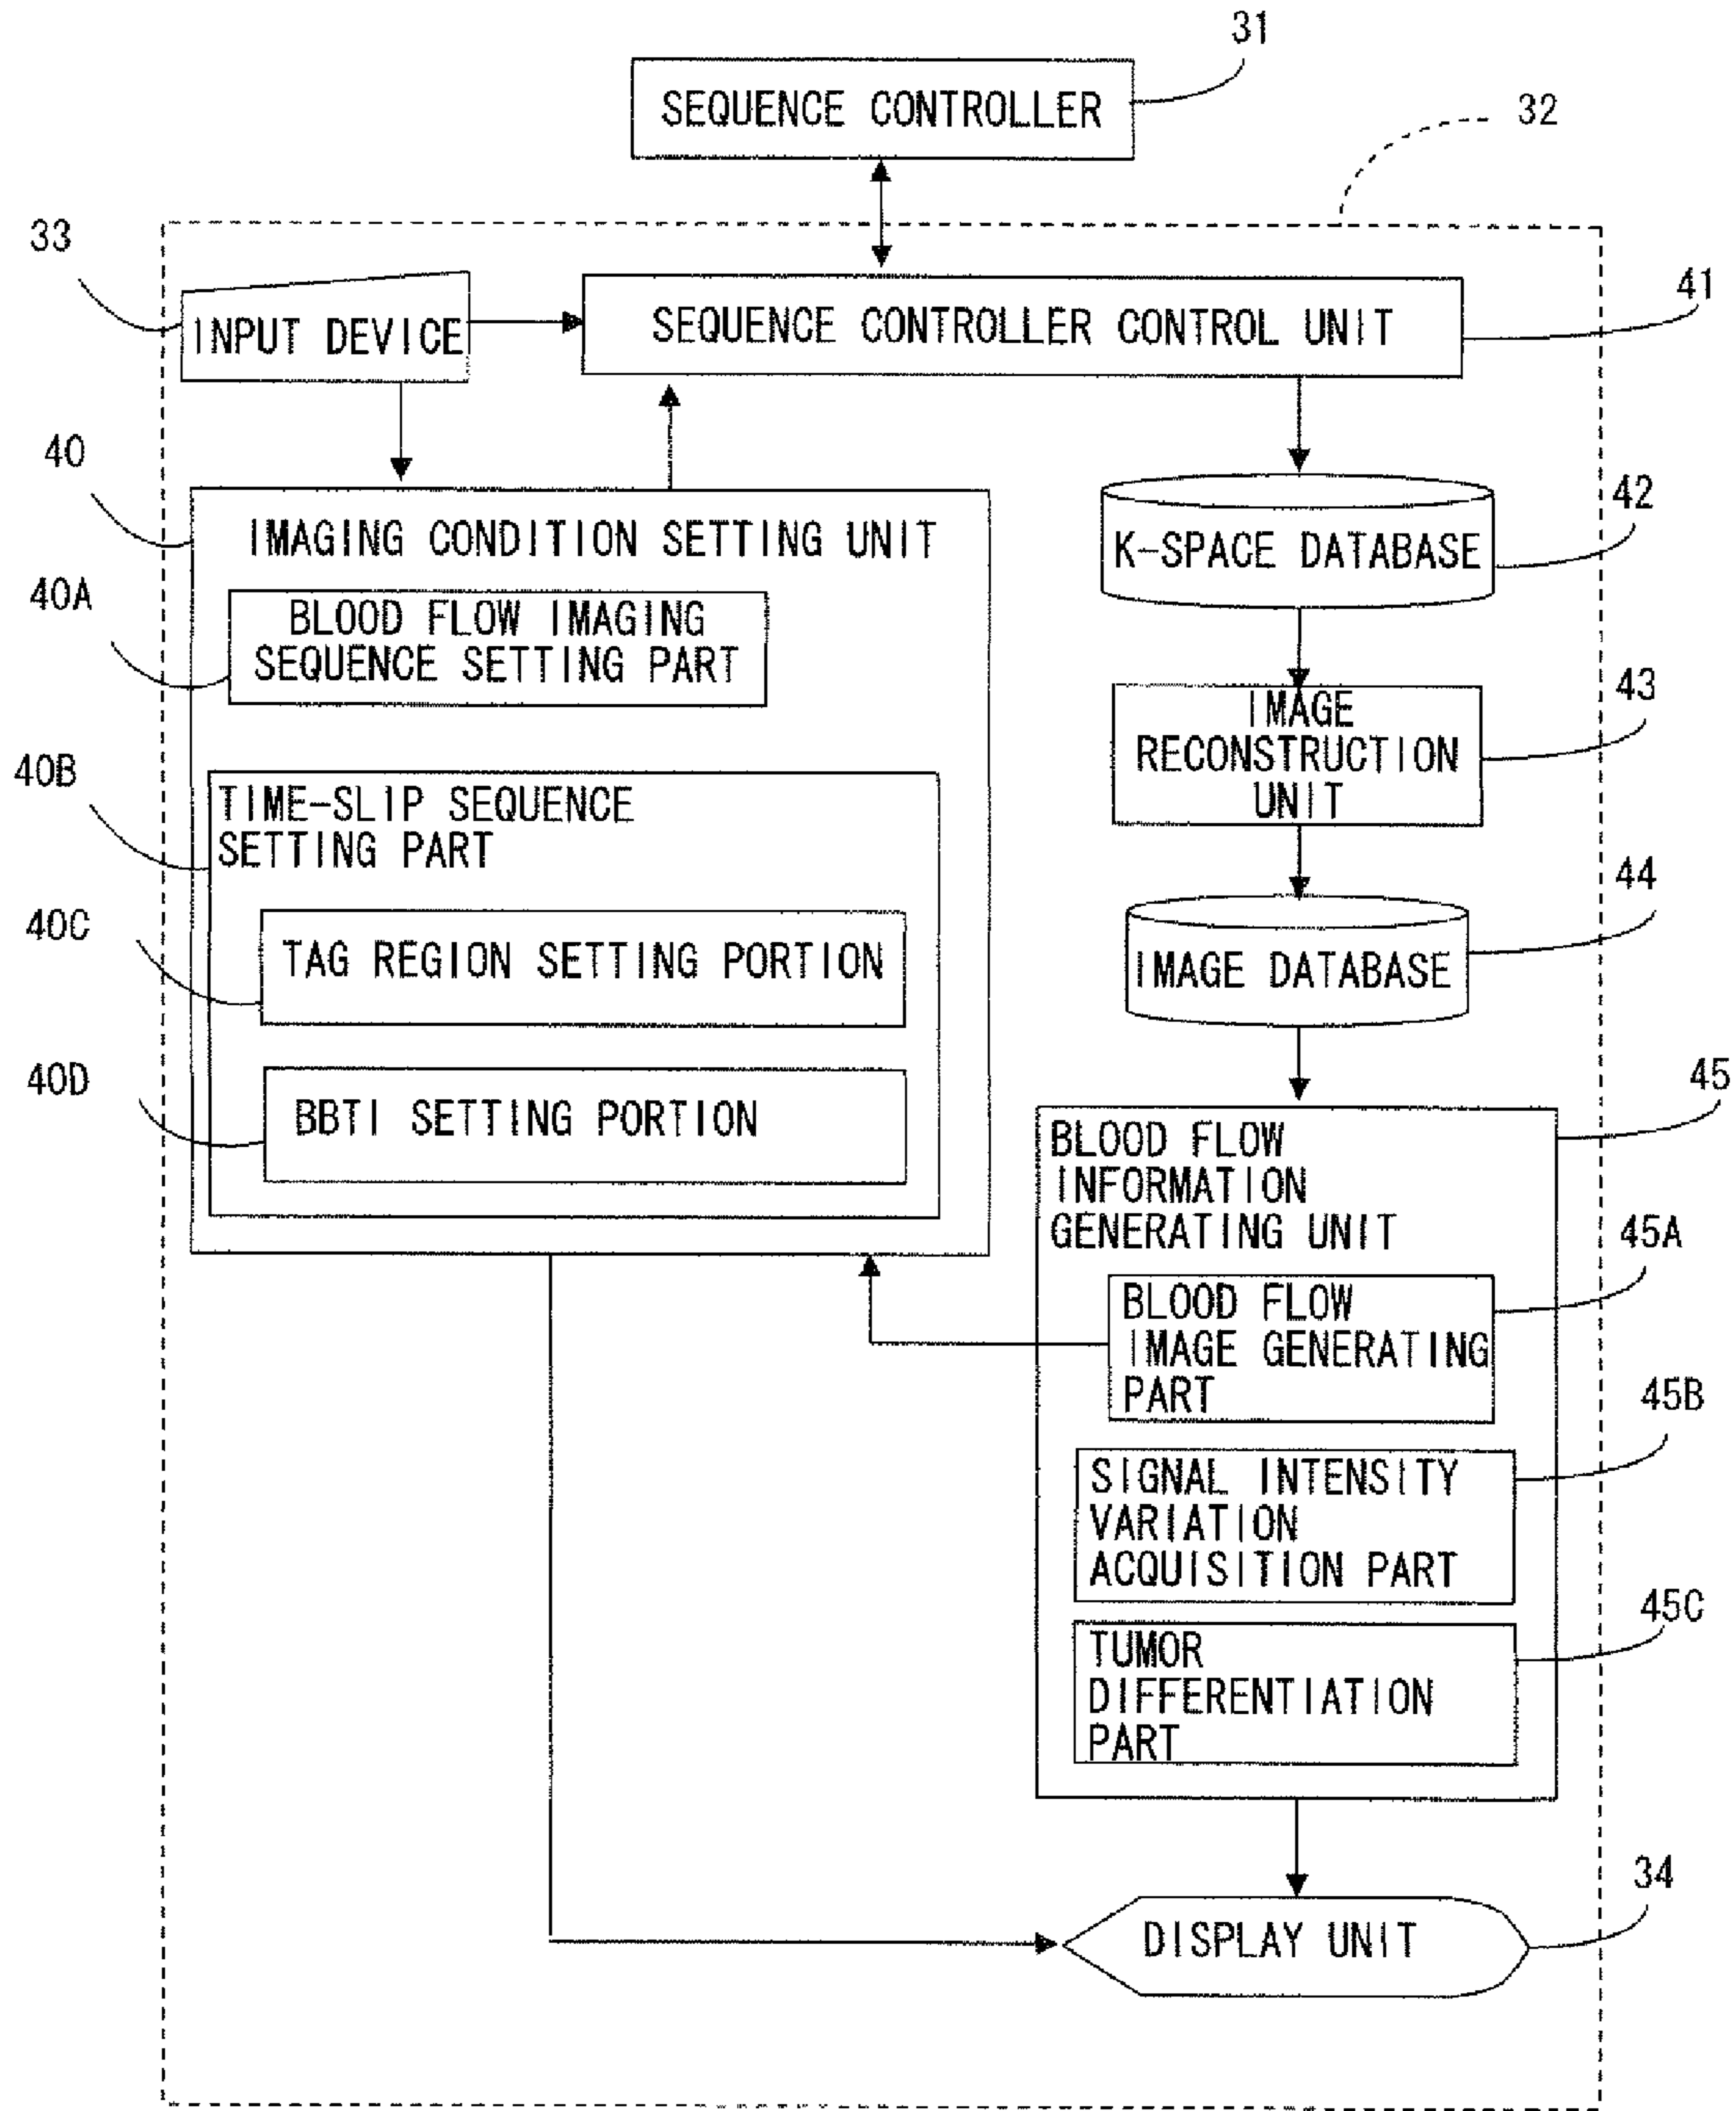 31
SEQUENCE CONTROLLER
32
33
INPUT DEVICE
SEQUENCE CONTROLLER CONTROL UNIT
41
40
IMAGING CONDITION SETTING UNIT
40A
BLOOD FLOW IMAGING
SEQUENCE SETTING PART
40B
TIME-SLIP SEQUENCE
SETTING PART
40C
TAG REGION SETTING PORTION
40D
BBTI SETTING PORTION
42
K-SPACE DATABASE
43
IMAGE
RECONSTRUCTION
UNIT
44
IMAGE DATABASE
45
BLOOD FLOW
INFORMATION
GENERATING UNIT
45A
BLOOD FLOW
IMAGE GENERATING
PART
45B
SIGNAL INTENSITY
VARIATION
ACQUISITION PART
45C
TUMOR
DIFFERENTIATION
PART
34
DISPLAY UNIT